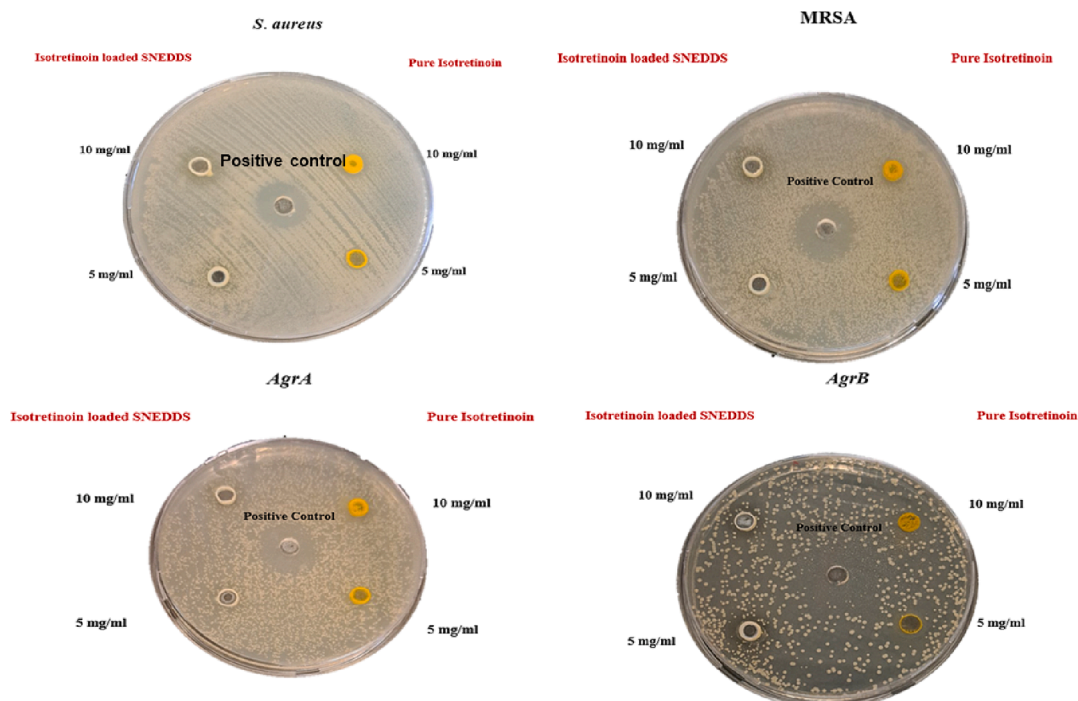 S. aureus
MRSA
Isotretinoin loaded SNEDDS
Pure Isotretinoin
Isotretinoin loaded SNEDDS
Pure Isotretinoin
10 mg/ml
Positive control
10 mg/ml
10 mg/ml
Positive Control
10 mg/ml
5 mg/ml
5 mg/ml
5 mg/ml
5 mg/ml
AgrA
AgrB
Isotretinoin loaded SNEDDS
Pure Isotretinoin
Isotretinoin loaded SNEDDS
Pure Isotretinoin
10 mg/ml
Positive Control
10 mg/ml
10 mg/ml
Positive Control
10 mg/ml
5 mg/ml
5 mg/ml
5 mg/ml
5 mg/ml